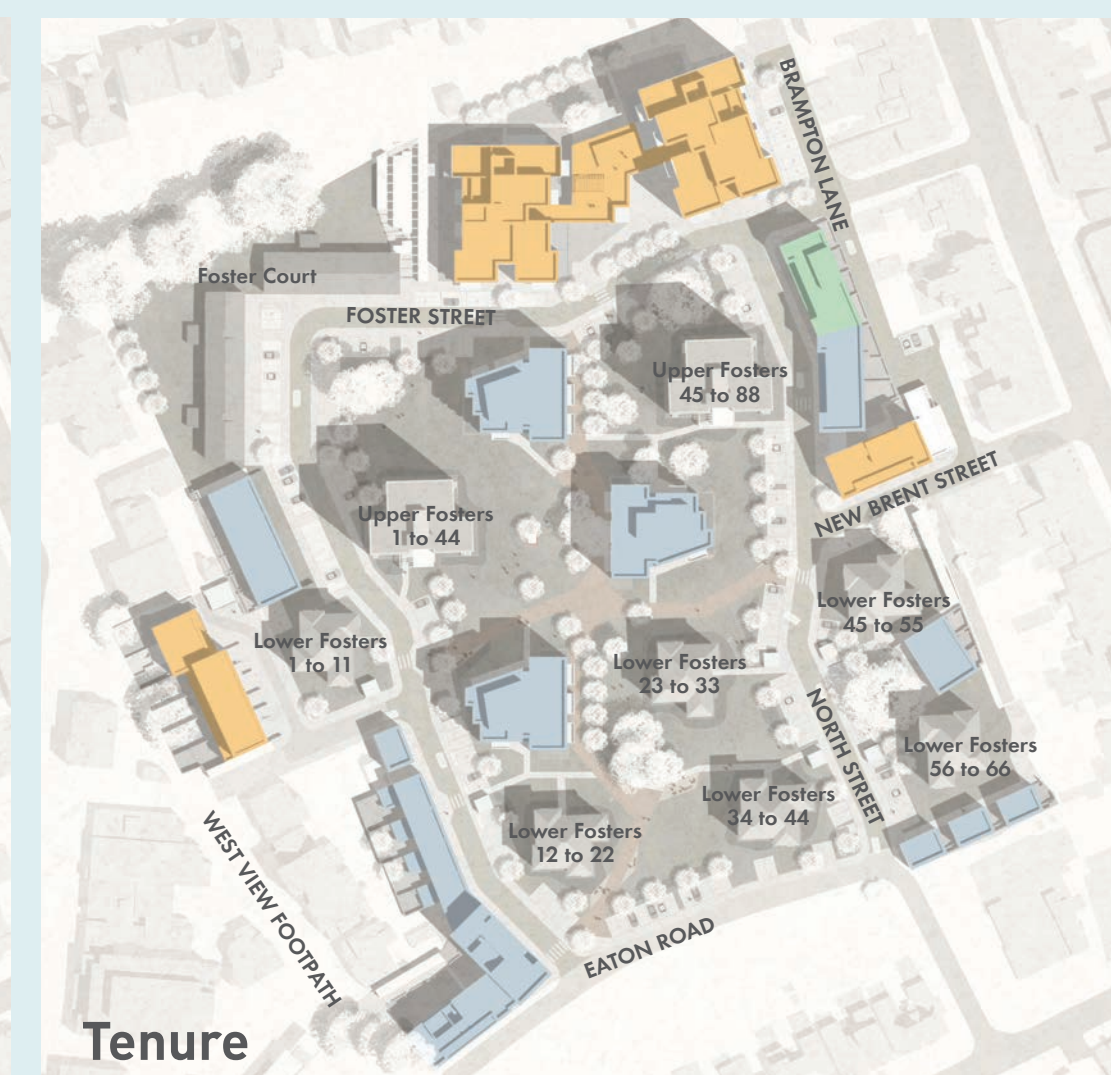 BRAMPTON LANE
Foster Court
FOSTER STREET
Upper Fosters
45 to 88
Upper Fosters
1 to 44
NEW BRENT STREET
Lower Fosters
45 to 55
Lower Fosters
1 to 11
Lower Fosters
23 to 33
NORTH STREET
Lower Fosters
56 to 66
Lower Fosters
34 to 44
Lower Fosters
12 to 22
WEST VIEW FOOTPATH
EATON ROAD
Tenure